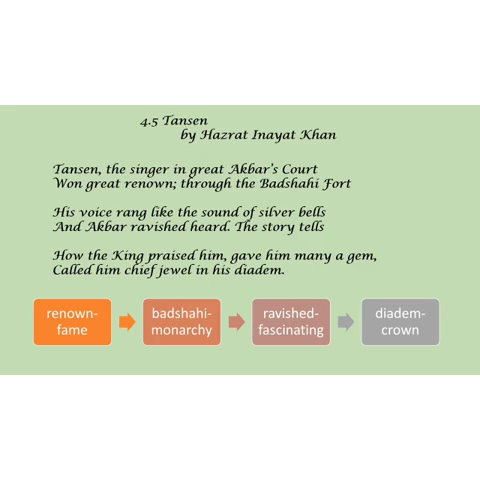 4.5 Tansen
by Hazrat Inayat Khan
Tansen, the singer in great Akbar's Court
Won great renown; through the Badshahi Fort
His voice rang like the sound of silver bells
And Akbar ravished heard. The story tells
How the King praised him, gave him many a gem,
Called him chief jewel in his diadem.
renown-
fame
badshahi-
monarchy
ravished-
fascinating
diadem-
crown